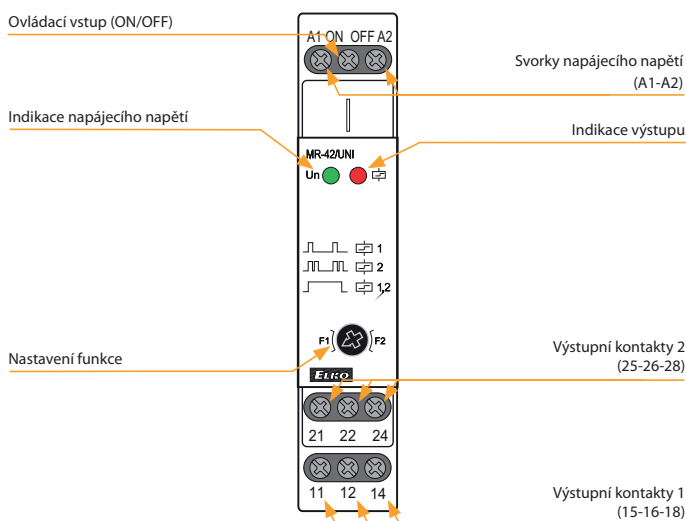 Ovládací vstup (ON/OFF)
A1 ON OFF A2
Svorky napájecího napětí
(A1-A2)
Indikace napájecího napětí
Indikace výstupu
MR-42/UNI
Un
1
2
1,2
F1
F2
Nastavení funkce
ELKO
Výstupní kontakty 2
(25-26-28)
21 22 24
11 12 14
Výstupní kontakty 1
(15-16-18)